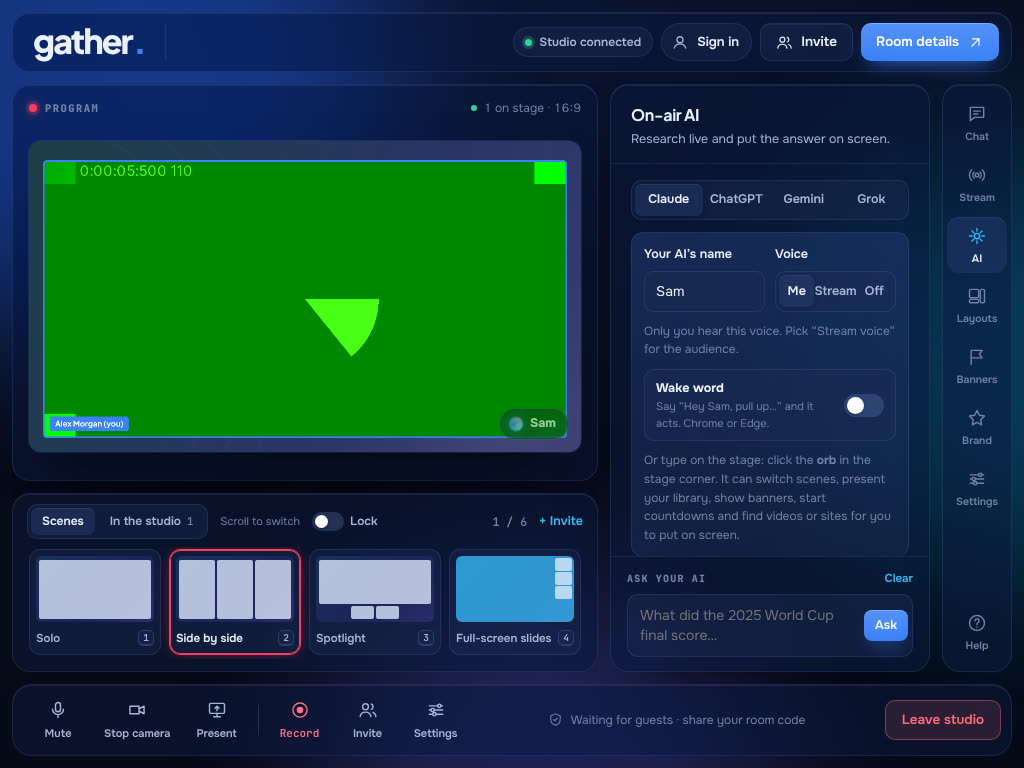 gather.
Studio connected
Sign in
Invite
Room details
PROGRAM
1 on stage · 16:9
0:00:05:500 110
Alex Morgan (you)
Sam
Scenes
In the studio 1
Scroll to switch
Lock
1 / 6
+ Invite
Solo
1
Side by side
2
Spotlight
3
Full-screen slides
4
On-air AI
Research live and put the answer on screen.
Claude
ChatGPT
Gemini
Grok
Your AI's name
Voice
Sam
Me
Stream
Off
Only you hear this voice. Pick “Stream voice”
for the audience.
Wake word
Say “Hey Sam, pull up…” and it
acts. Chrome or Edge.
Or type on the stage: click the orb in the
stage corner. It can switch scenes, present
your library, show banners, start
countdowns and find videos or sites for you
to put on screen.
ASK YOUR AI
Clear
What did the 2025 World Cup
final score…
Ask
Chat
Stream
AI
Layouts
Banners
Brand
Settings
Help
Mute
Stop camera
Present
Record
Invite
Settings
Waiting for guests · share your room code
Leave studio